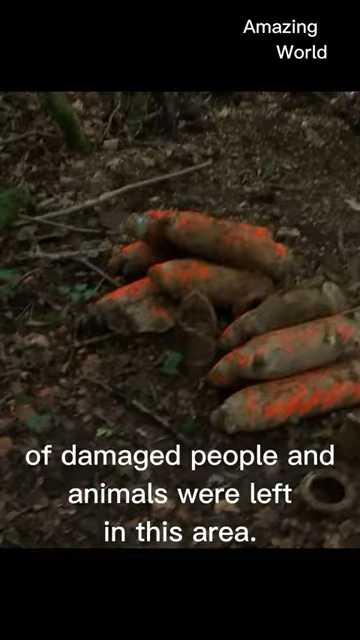 Amazing
World
of damaged people and
animals were left
in this area.